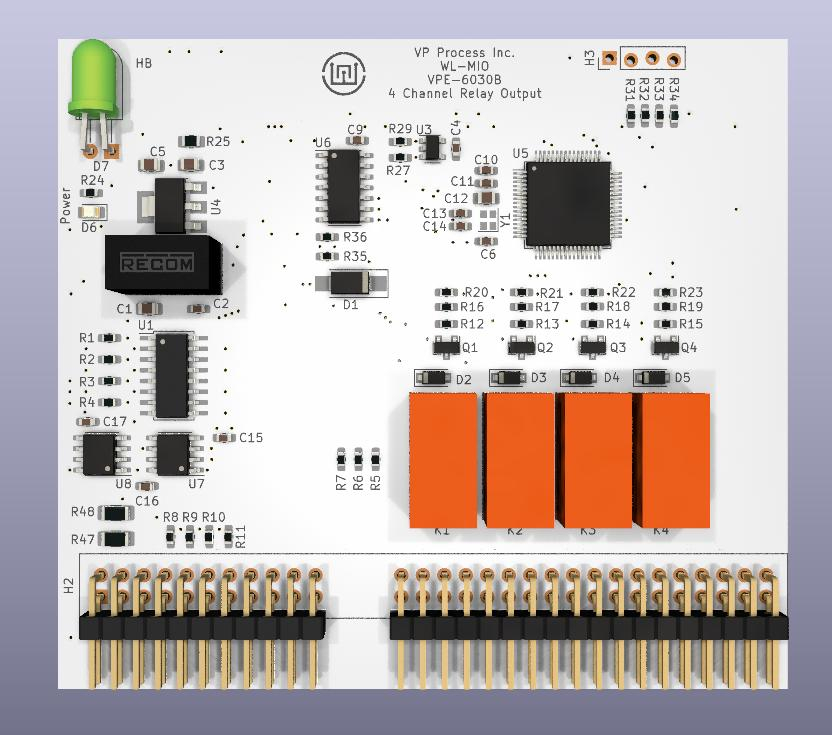 VP Process Inc.
WL-MIO
VPE-6030B
4 Channel Relay Output
HB
H3
R31
R32
R33
R34
D7
R25
C5
C3
R24
Power
D6
U4
RECOM
C1
C2
U6
C9
R29
U3
C4
R27
C10
C11
C12
C13
C14
Y1
C6
U5
R36
R35
D1
U1
R1
R2
R3
R4
C17
C15
U8
U7
C16
R48
R47
R8
R9
R10
R11
R7
R6
R5
R20
R21
R22
R23
R16
R17
R18
R19
R12
R13
R14
R15
Q1
Q2
Q3
Q4
D2
D3
D4
D5
K1
K2
K3
K4
H2